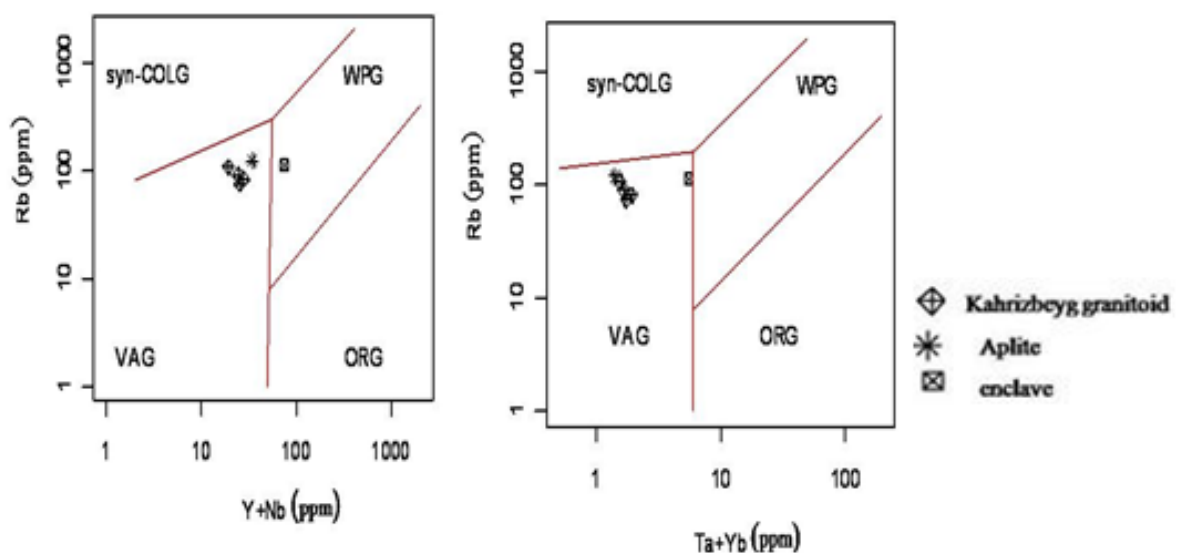 syn-COLG
WPG
VAG
ORG
1
10
100
1000
Rb (ppm)
1
10
100
1000
Y+Nb (ppm)
syn-COLG
WPG
VAG
ORG
1
10
100
1000
Rb (ppm)
1
10
100
Ta+Yb (ppm)
Kahrizbeyg granitoid
Aplite
enclave